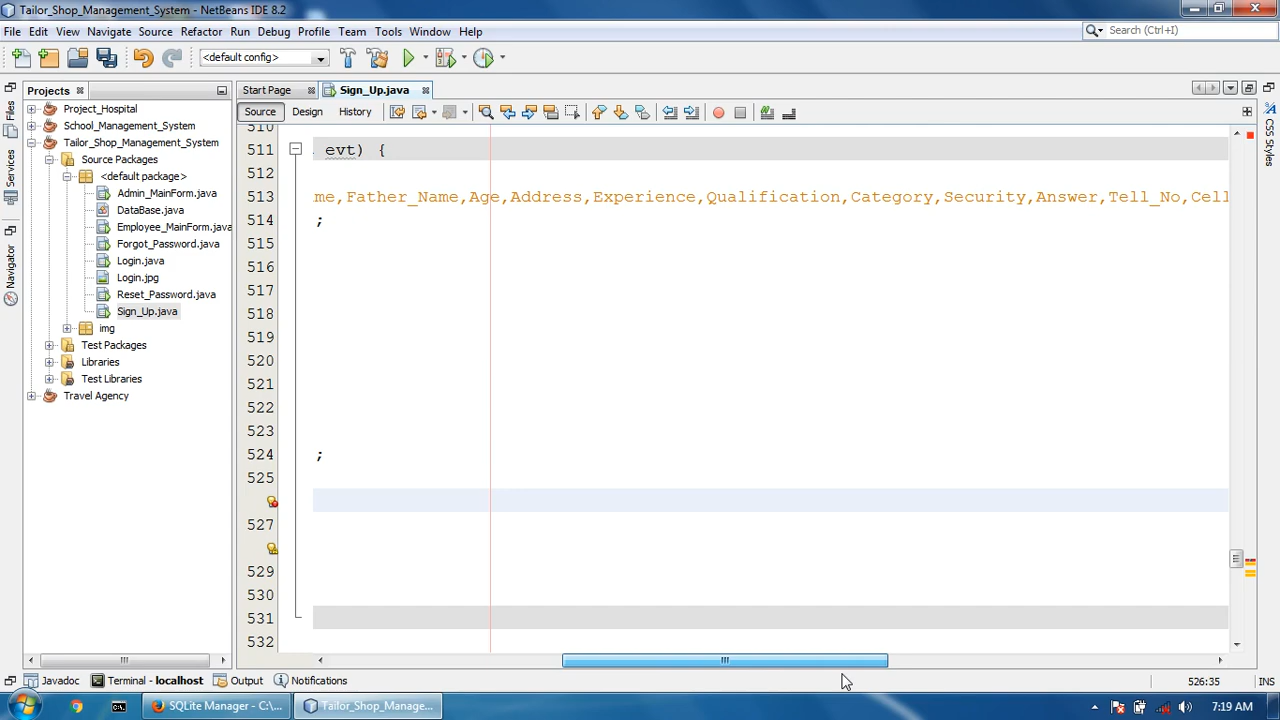 Tailor_Shop_Management_System - NetBeans IDE 8.2
File Edit View Navigate Source Refactor Run Debug Profile Team Tools Window Help
Search (Ctrl+I)
<default config>
Projects
Start Page
Sign_Up.java
Source
Design
History
Files
Services
Navigator
CSS Styles
Project_Hospital
School_Management_System
Tailor_Shop_Management_System
Source Packages
<default package>
Admin_MainForm.java
DataBase.java
Employee_MainForm.java
Forgot_Password.java
Login.java
Login.jpg
Reset_Password.java
Sign_Up.java
img
Test Packages
Libraries
Test Libraries
Travel Agency
510
511 evt) {
512
513 me,Father_Name,Age,Address,Experience,Qualification,Category,Security,Answer,Tell_No,Cell
514 ;
515
516
517
518
519
520
521
522
523
524 ;
525
527
529
530
531
532
Javadoc
Terminal - localhost
Output
Notifications
526:35
INS
SQLite Manager - C:\...
Tailor_Shop_Manage...
7:19 AM